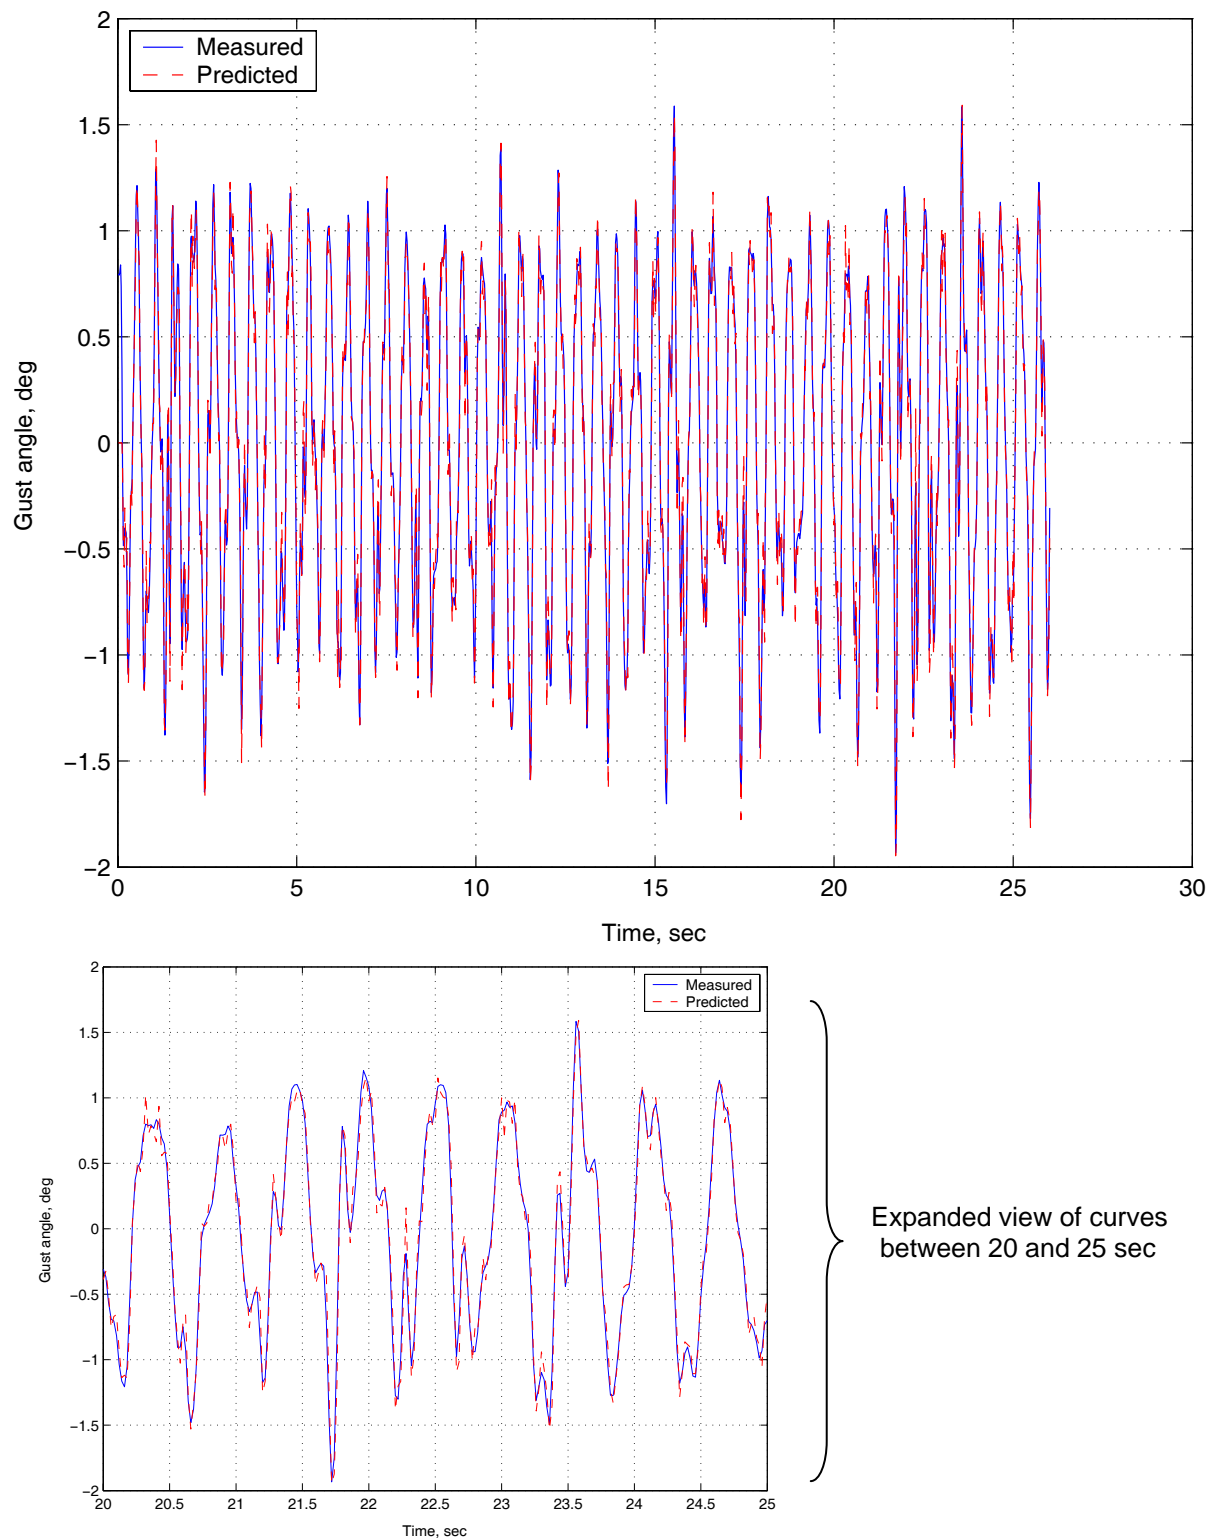 2
1.5
1
0.5
0
−0.5
−1
−1.5
−2
Gust angle, deg
Measured
Predicted
0 5 10 15 20 25 30
Time, sec
2
1.5
1
0.5
0
−0.5
−1
−1.5
−2
Gust angle, deg
Measured
Predicted
20 20.5 21 21.5 22 22.5 23 23.5 24 24.5 25
Time, sec
Expanded view of curves
between 20 and 25 sec